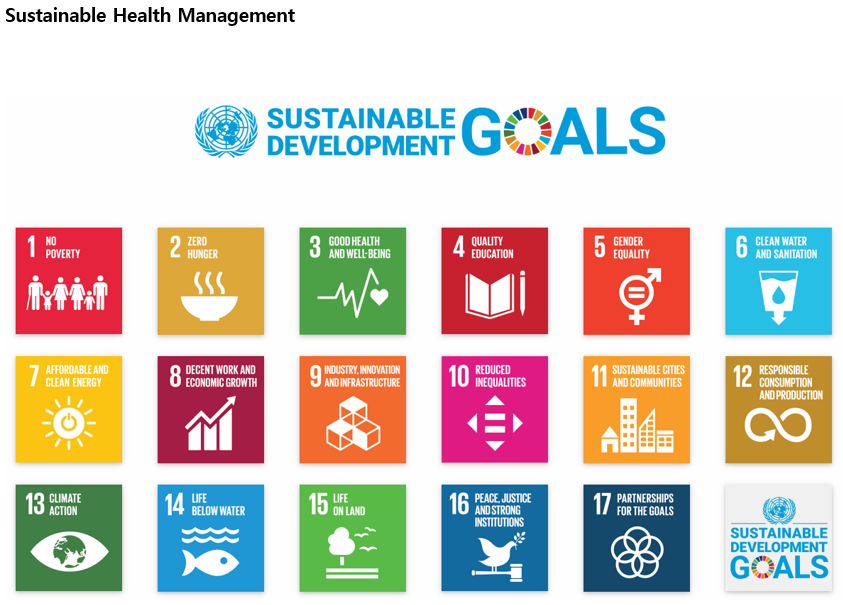 Sustainable Health Management
SUSTAINABLE
DEVELOPMENT
GOALS
1 NO
POVERTY
2 ZERO
HUNGER
3 GOOD HEALTH
AND WELL-BEING
4 QUALITY
EDUCATION
5 GENDER
EQUALITY
6 CLEAN WATER
AND SANITATION
7 AFFORDABLE AND
CLEAN ENERGY
8 DECENT WORK AND
ECONOMIC GROWTH
9 INDUSTRY, INNOVATION
AND INFRASTRUCTURE
10 REDUCED
INEQUALITIES
11 SUSTAINABLE CITIES
AND COMMUNITIES
12 RESPONSIBLE
CONSUMPTION
AND PRODUCTION
13 CLIMATE
ACTION
14 LIFE
BELOW WATER
15 LIFE
ON LAND
16 PEACE, JUSTICE
AND STRONG
INSTITUTIONS
17 PARTNERSHIPS
FOR THE GOALS
SUSTAINABLE
DEVELOPMENT
GOALS